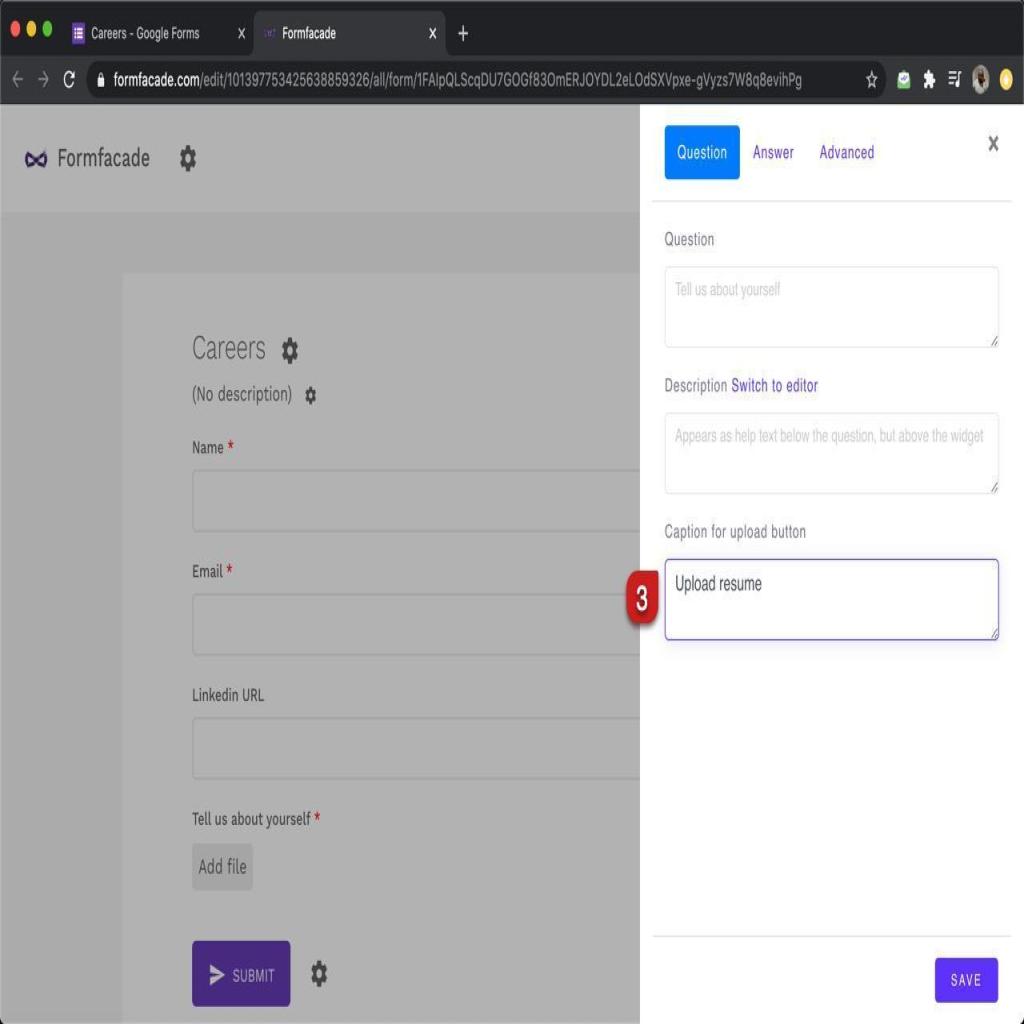 Careers - Google Forms
Formfacade
formfacade.com/edit/101397753425638859326/all/form/1FAIpQLScqDU7GOGf83OmERJOYDL2eLOdSXVpxe-gVyzs7W8q8evihPg
Formfacade
Question Answer Advanced
Careers
(No description)
Name *
Email *
Linkedin URL
Tell us about yourself *
Add file
SUBMIT
Question
Tell us about yourself
Description Switch to editor
Appears as help text below the question, but above the widget
Caption for upload button
3
Upload resume
SAVE